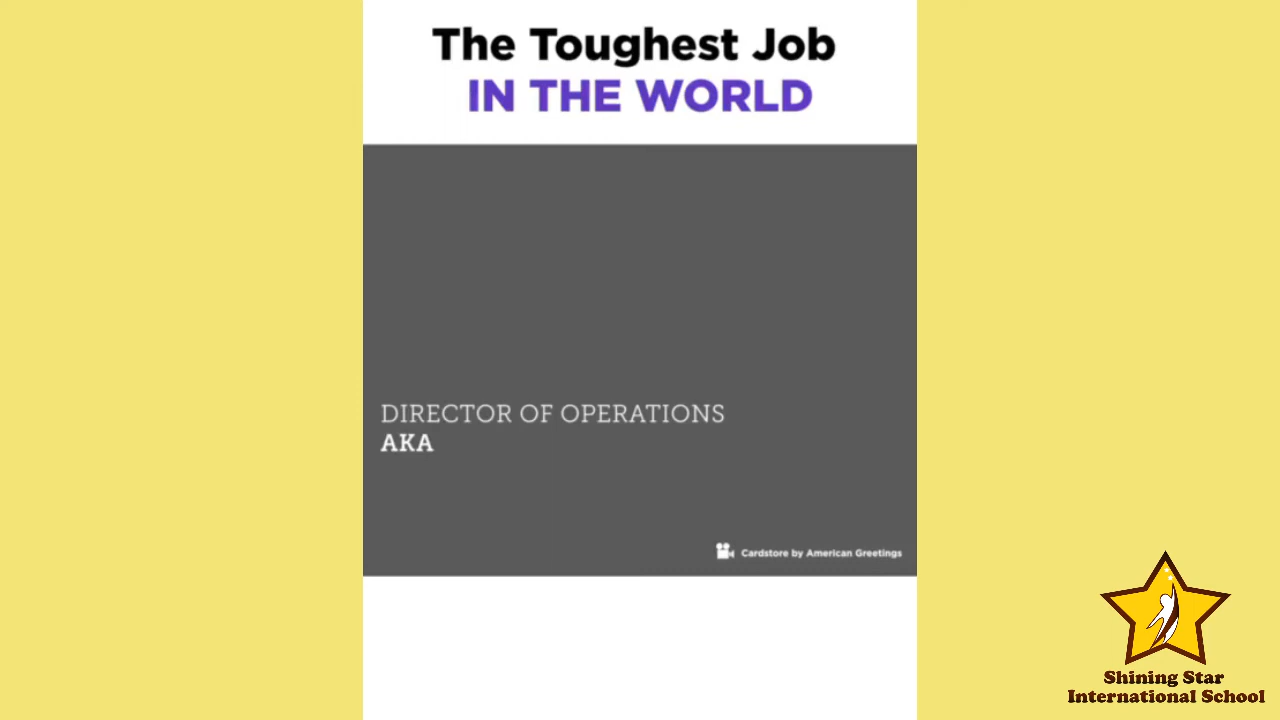 The Toughest Job
IN THE WORLD
DIRECTOR OF OPERATIONS
AKA
Cardstore by American Greetings
Shining Star
International School